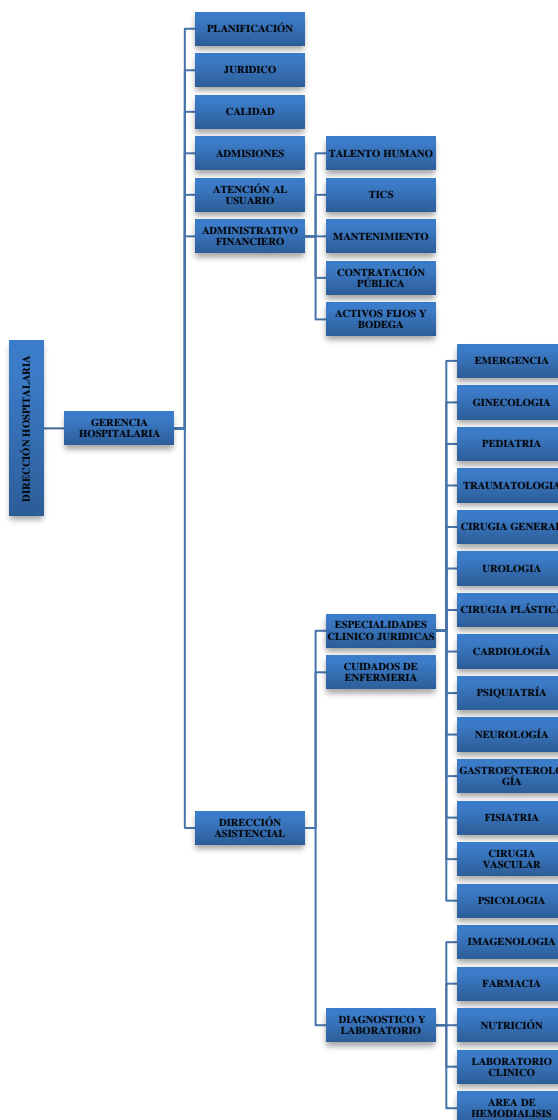 DIRECCIÓN HOSPITALARIA
GERENCIA
HOSPITALARIA
PLANIFICACIÓN
JURIDICO
CALIDAD
ADMISIONES
ATENCIÓN AL
USUARIO
ADMINISTRATIVO
FINANCIERO
TALENTO HUMANO
TICS
MANTENIMIENTO
CONTRATACIÓN
PÚBLICA
ACTIVOS FIJOS Y
BODEGA
DIRECCIÓN
ASISTENCIAL
ESPECIALIDADES
CLINICO JURIDICAS
EMERGENCIA
GINECOLOGIA
PEDIATRIA
TRAUMATOLOGIA
CIRUGIA GENERAL
UROLOGIA
CIRUGIA PLÁSTICA
CARDIOLOGÍA
PSIQUIATRÍA
NEUROLOGÍA
GASTROENTEROLO
GÍA
FISIATRIA
CIRUGIA
VASCULAR
PSICOLOGIA
CUIDADOS DE
ENFERMERIA
DIAGNOSTICO Y
LABORATORIO
IMAGENOLOGIA
FARMACIA
NUTRICIÓN
LABORATORIO
CLINICO
AREA DE
HEMODIALISIS